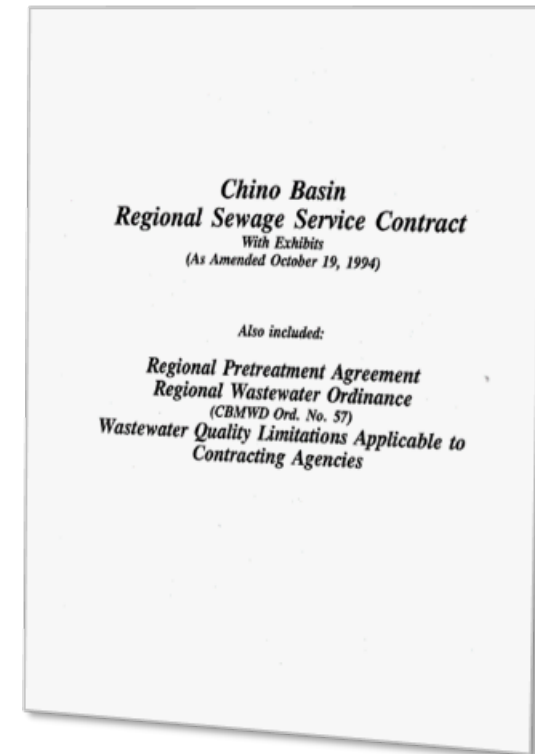 Chino Basin
Regional Sewage Service Contract
With Exhibits
(As Amended October 19, 1994)
Also included:
Regional Pretreatment Agreement
Regional Wastewater Ordinance
(CBMWD Ord. No. 57)
Wastewater Quality Limitations Applicable to
Contracting Agencies